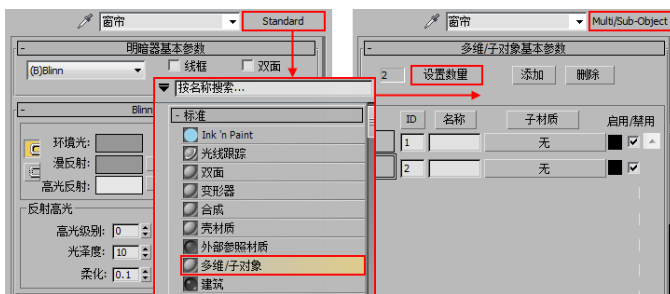 窗帘 Standard
- 明暗器基本参数
(B)Blinn 线框 双面
- Blinn
环境光:
漫反射:
高光反射:
反射高光
高光级别: 0
光泽度: 10
柔化: 0.1
按名称搜索...
- 标准
Ink 'n Paint
光线跟踪
双面
变形器
合成
壳材质
外部参照材质
多维/子对象
建筑
窗帘 Multi/Sub-Object
- 多维/子对象基本参数
2 设置数量 添加 删除
ID 名称 子材质 启用/禁用
1 无
2 无